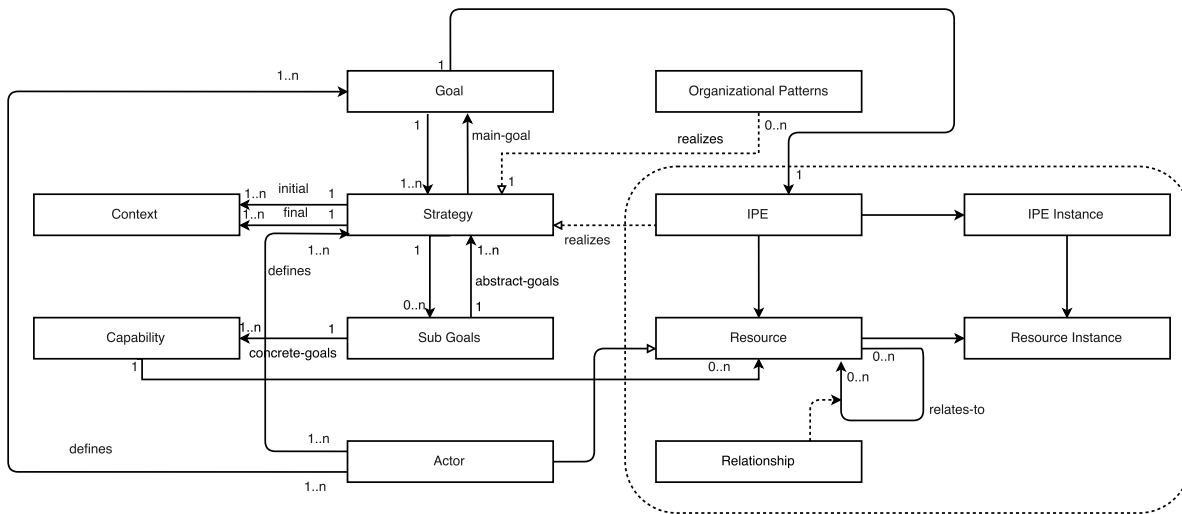 1
1..n
Goal
Organizational Patterns
1
main-goal
realizes
0..n
1..n
1
1
1..n
initial
1
Context
1..n
final
1
Strategy
IPE
IPE Instance
1..n
defines
1
1..n
realizes
abstract-goals
0..n
1
Capability
1..n
1
Sub Goals
Resource
Resource Instance
concrete-goals
1
0..n
0..n
0..n
relates-to
defines
1..n
Actor
Relationship
1..n